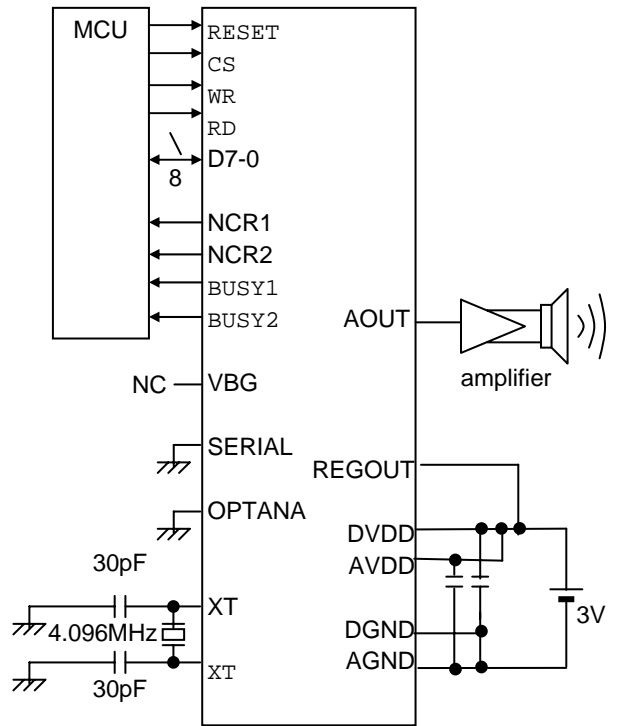 MCU
RESET
CS
WR
RD
D7-0
8
NCR1
NCR2
BUSY1
BUSY2
AOUT
amplifier
NC
VBG
SERIAL
REGOUT
OPTANA
DVDD
AVDD
30pF
XT
4.096MHz
3V
DGND
AGND
XT
30pF